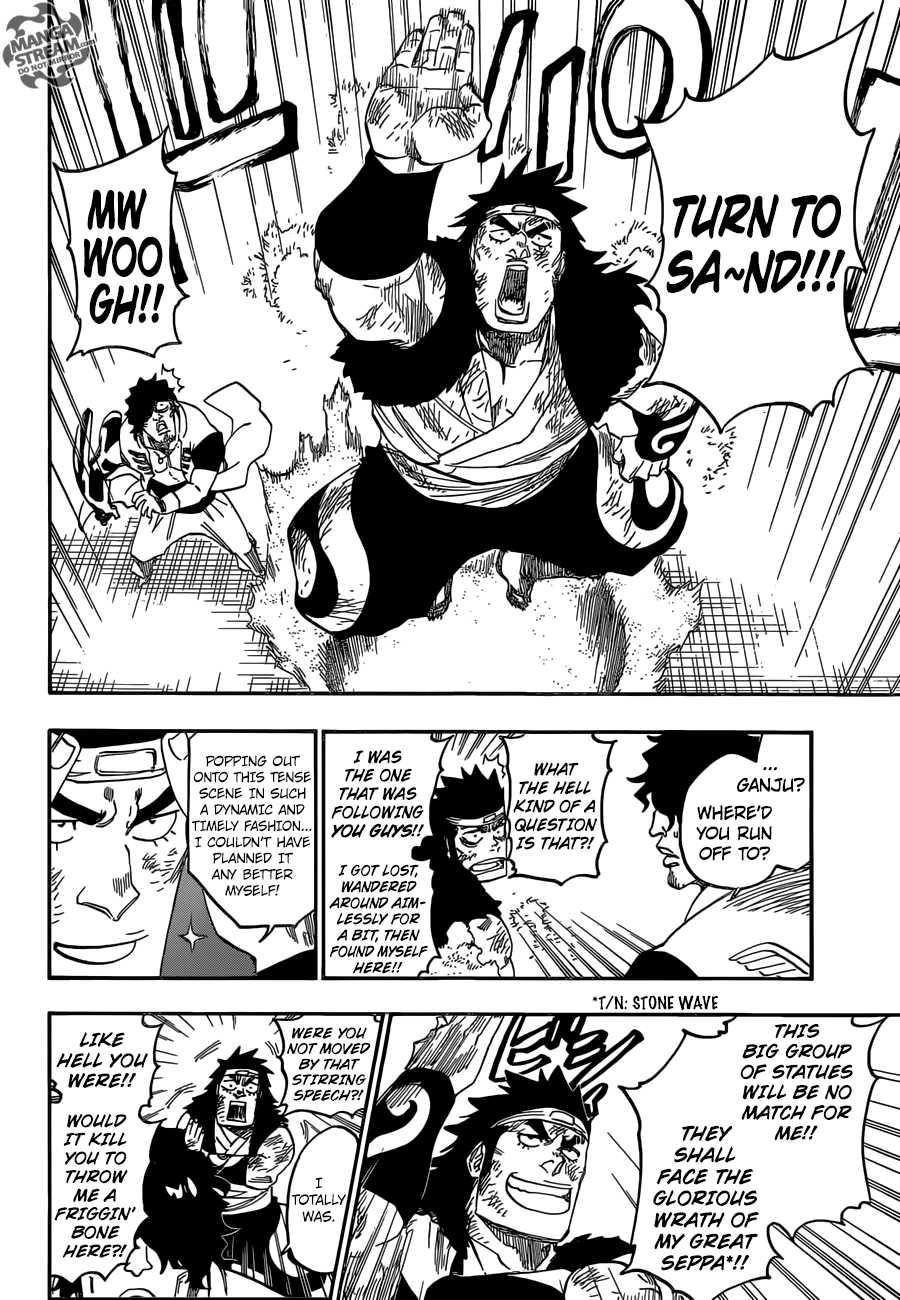 MANGA
STREAM.com
DO NOT MIRROR!
TURN TO
SA~ND!!!
MW
WOO
GH!!
...
GANJU?
WHERE'D
YOU RUN
OFF TO?
WHAT
THE HELL
KIND OF A
QUESTION
IS THAT?!
I WAS
THE ONE
THAT WAS
FOLLOWING
YOU GUYS!!
I GOT LOST,
WANDERED
AROUND AIM-
LESSLY FOR
A BIT, THEN
FOUND MYSELF
HERE!!
POPPING OUT
ONTO THIS TENSE
SCENE IN SUCH
A DYNAMIC AND
TIMELY FASHION...
I COULDN'T HAVE
PLANNED IT
ANY BETTER
MYSELF!
*T/N: STONE WAVE
THIS
BIG GROUP
OF STATUES
WILL BE NO
MATCH FOR
ME!!
THEY
SHALL
FACE THE
GLORIOUS
WRATH OF
MY GREAT
SEPPA*!!
WERE YOU
NOT MOVED
BY THAT
STIRRING
SPEECH?!
I
TOTALLY
WAS.
LIKE
HELL YOU
WERE!!
WOULD
IT KILL
YOU TO
THROW
ME A
FRIGGIN'
BONE
HERE?!